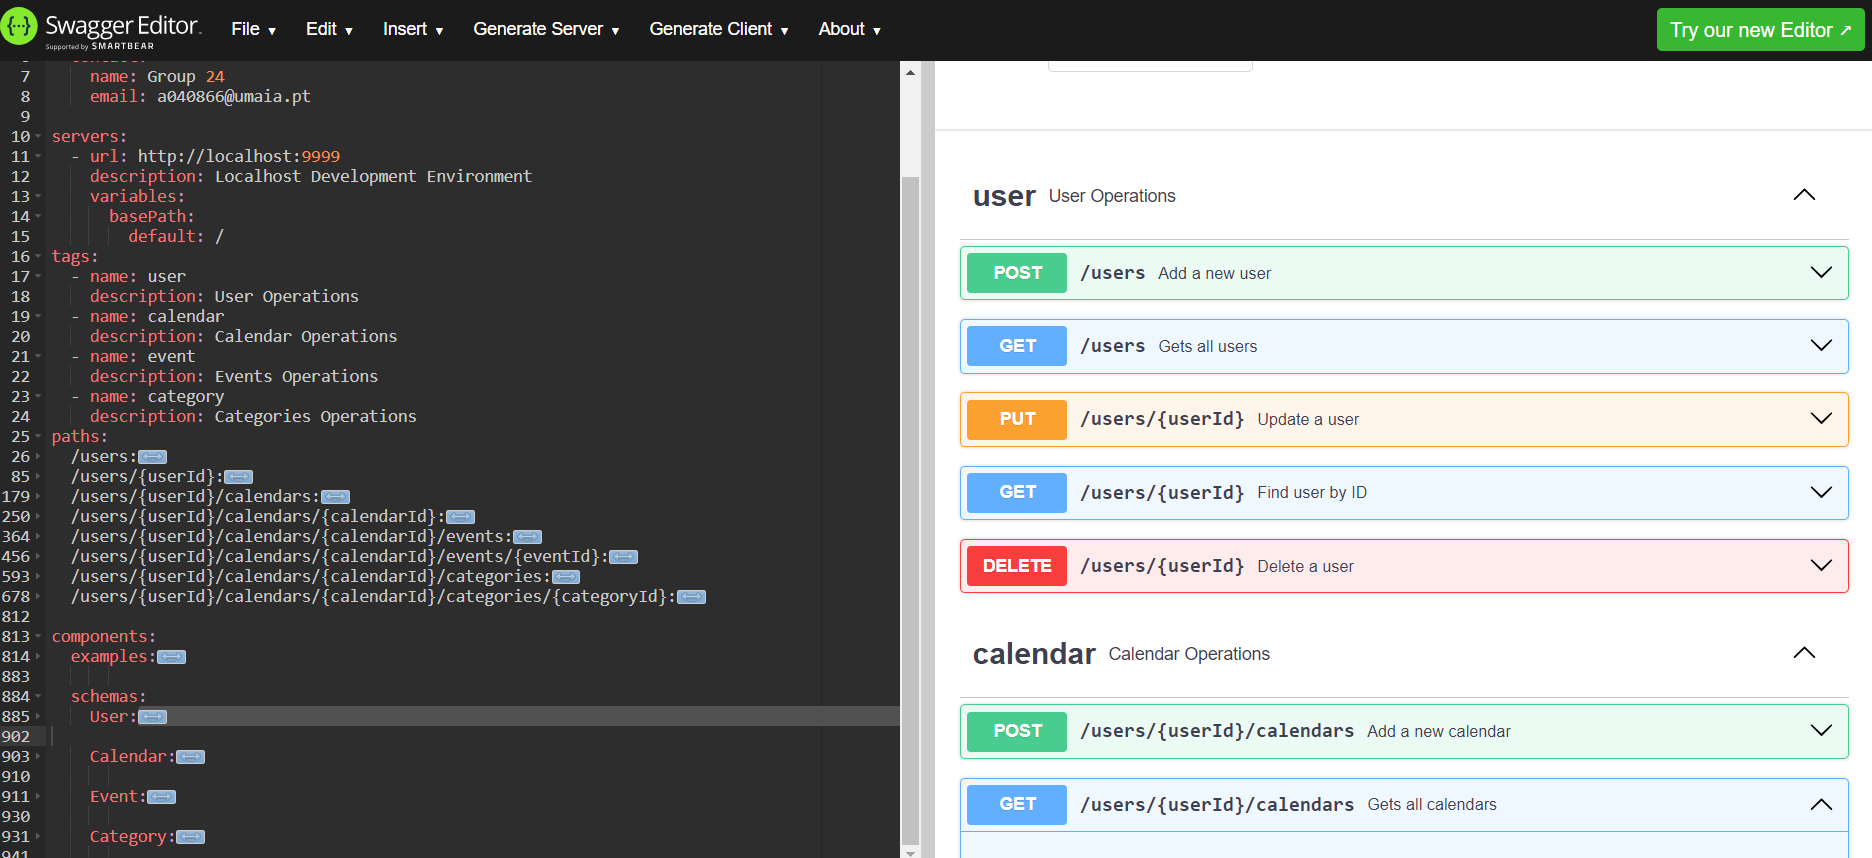 Swagger Editor.
Supported by SMARTBEAR
File
Edit
Insert
Generate Server
Generate Client
About
Try our new Editor
7 name: Group 24
8 email: a040866@umaia.pt
9
10 servers:
11 - url: http://localhost:9999
12 description: Localhost Development Environment
13 variables:
14 basePath:
15 default: /
16 tags:
17 - name: user
18 description: User Operations
19 - name: calendar
20 description: Calendar Operations
21 - name: event
22 description: Events Operations
23 - name: category
24 description: Categories Operations
25 paths:
26 /users:
85 /users/{userId}:
179 /users/{userId}/calendars:
250 /users/{userId}/calendars/{calendarId}:
364 /users/{userId}/calendars/{calendarId}/events:
456 /users/{userId}/calendars/{calendarId}/events/{eventId}:
593 /users/{userId}/calendars/{calendarId}/categories:
678 /users/{userId}/calendars/{calendarId}/categories/{categoryId}:
812
813 components:
814 examples:
883
884 schemas:
885 User:
902
903 Calendar:
910
911 Event:
930
931 Category:
941
user User Operations
POST /users Add a new user
GET /users Gets all users
PUT /users/{userId} Update a user
GET /users/{userId} Find user by ID
DELETE /users/{userId} Delete a user
calendar Calendar Operations
POST /users/{userId}/calendars Add a new calendar
GET /users/{userId}/calendars Gets all calendars